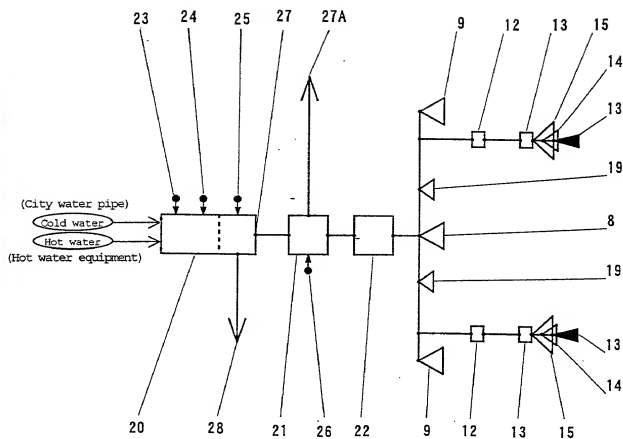 23 24 25 27 27A 9 12 13 15
14
13
(City water pipe)
Cold water
Hot water
(Hot water equipment)
19
8
19
13
14
20 28 21 26 22 9 12 13 15